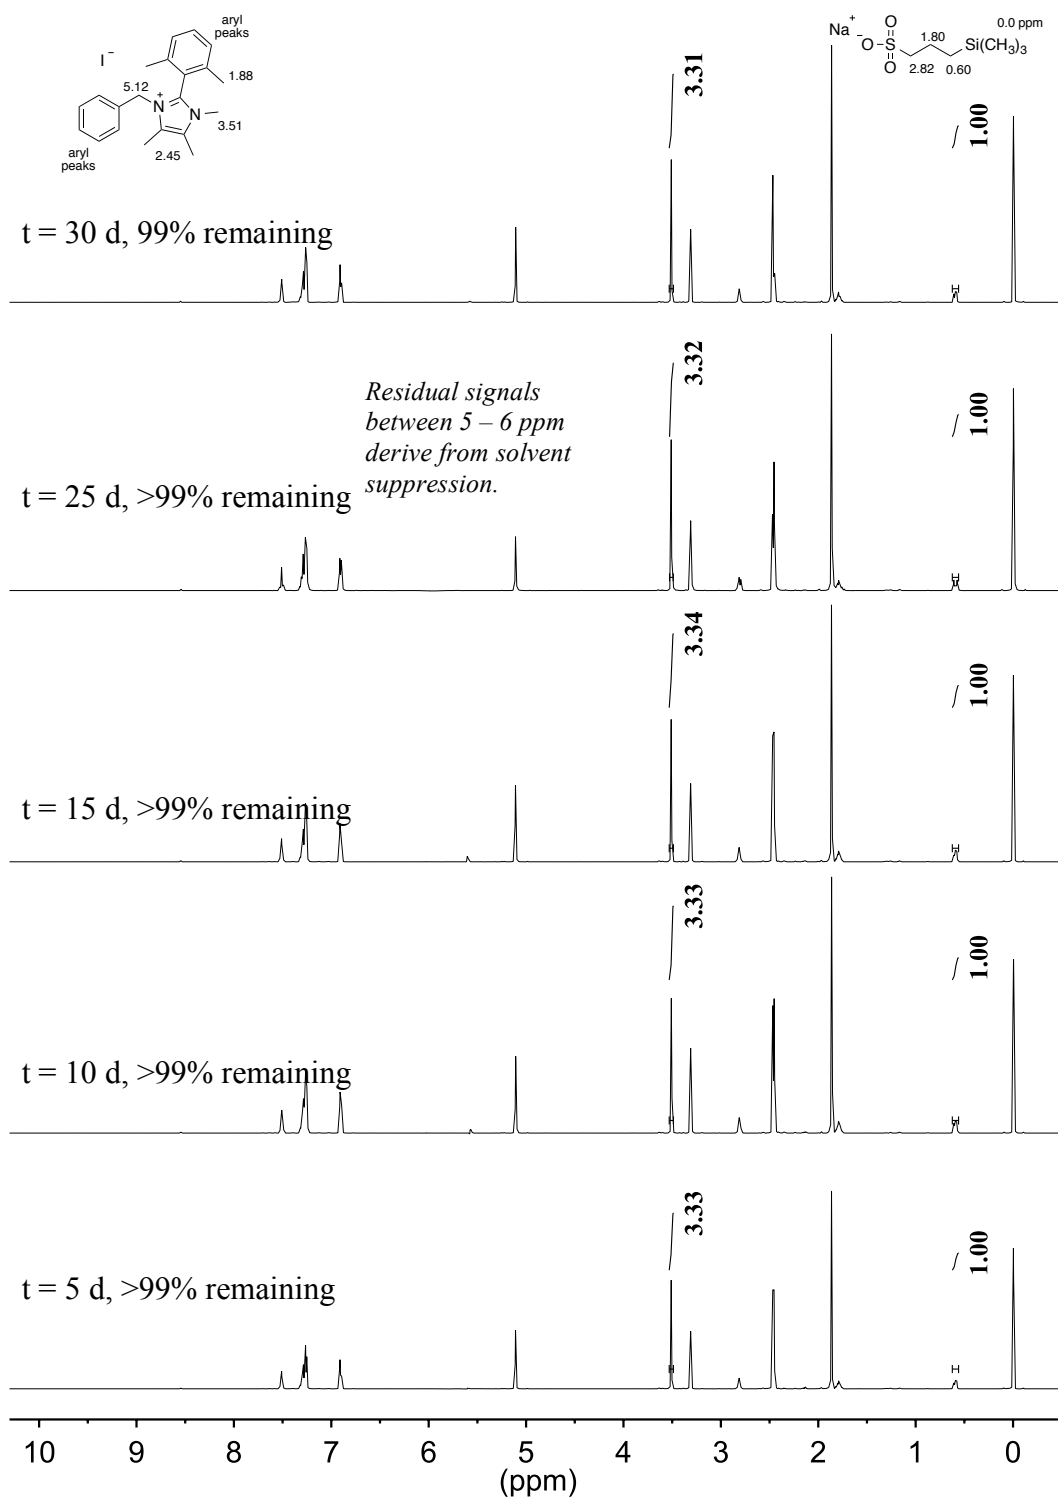 aryl
peaks
I⁻
1.88
5.12
N⁺
N
3.51
2.45
aryl
peaks
Na⁺
⁻O
O
S
O
1.80
0.0 ppm
Si(CH₃)₃
2.82
0.60
3.31
1.00
t = 30 d, 99% remaining
3.32
1.00
Residual signals
between 5 – 6 ppm
derive from solvent
suppression.
t = 25 d, >99% remaining
3.34
1.00
t = 15 d, >99% remaining
3.33
1.00
t = 10 d, >99% remaining
3.33
1.00
t = 5 d, >99% remaining
10 9 8 7 6 5 4 3 2 1 0
(ppm)